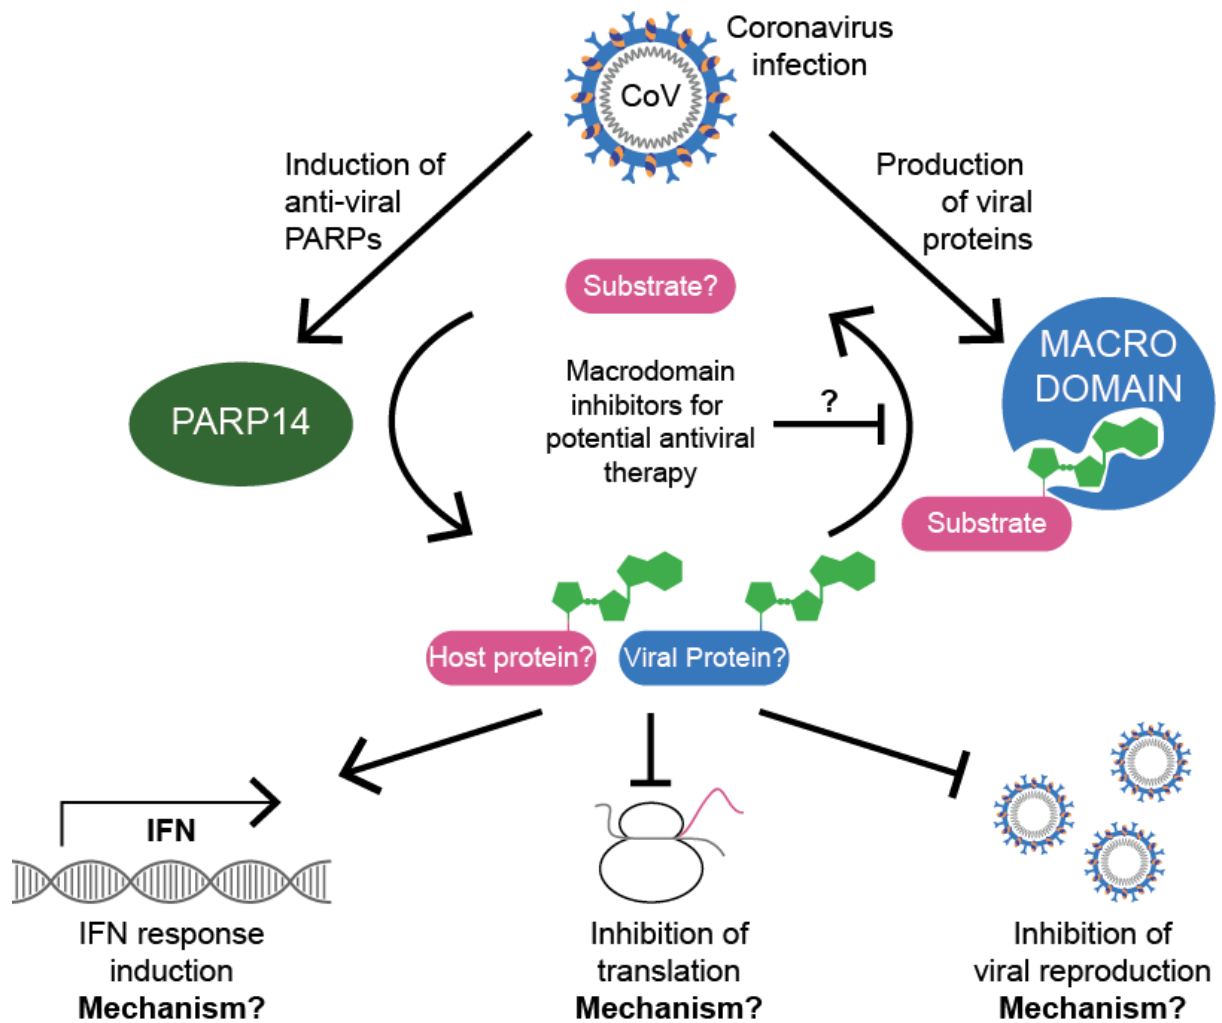 Coronavirus
infection
CoV
Induction of
anti-viral
PARPs
Production
of viral
proteins
Substrate?
PARP14
Macrodomain
inhibitors for
potential antiviral
therapy
?
MACRO
DOMAIN
Substrate
Host protein?
Viral Protein?
IFN
IFN response
induction
Mechanism?
Inhibition of
translation
Mechanism?
Inhibition of
viral reproduction
Mechanism?